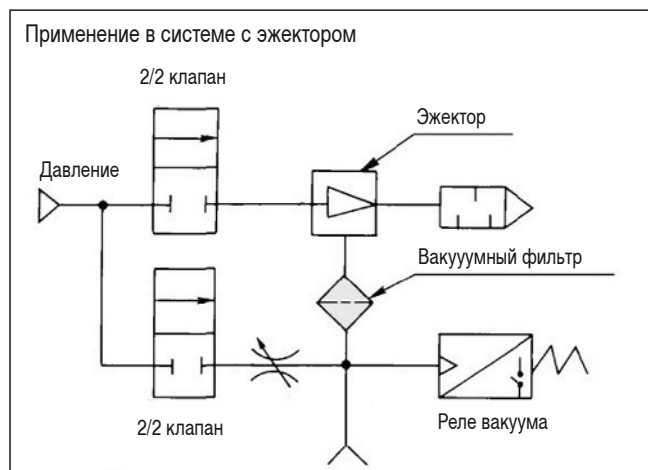 Применение в системе с эжектором
2/2 клапан
Эжектор
Давление
Вакууумный фильтр
2/2 клапан
Реле вакуума